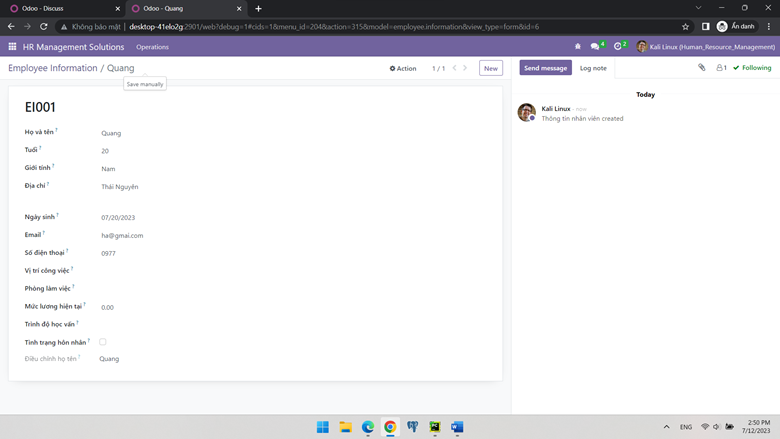 Odoo - Discuss
Odoo - Quang
Không bảo mật | desktop-41elo2g:2901/web?debug=1#cids=1&menu_id=204&action=315&model=employee.information&view_type=form&id=6
Ẩn danh
HR Management Solutions Operations
4 2 Kali Linux (Human_Resource_Management)
Employee Information / Quang
Action 1 / 1 New
Send message Log note 1 Following
Save manually
EI001
Họ và tên ? Quang
Tuổi ? 20
Giới tính ? Nam
Địa chỉ ? Thái Nguyên
Ngày sinh ? 07/20/2023
Email ? ha@gmai.com
Số điện thoại ? 0977
Vị trí công việc ?
Phòng làm việc ?
Mức lương hiện tại ? 0.00
Trình độ học vấn ?
Tình trạng hôn nhân ?
Điều chỉnh họ tên ? Quang
Today
Kali Linux - now
Thông tin nhân viên created
ENG
2:50 PM
7/12/2023